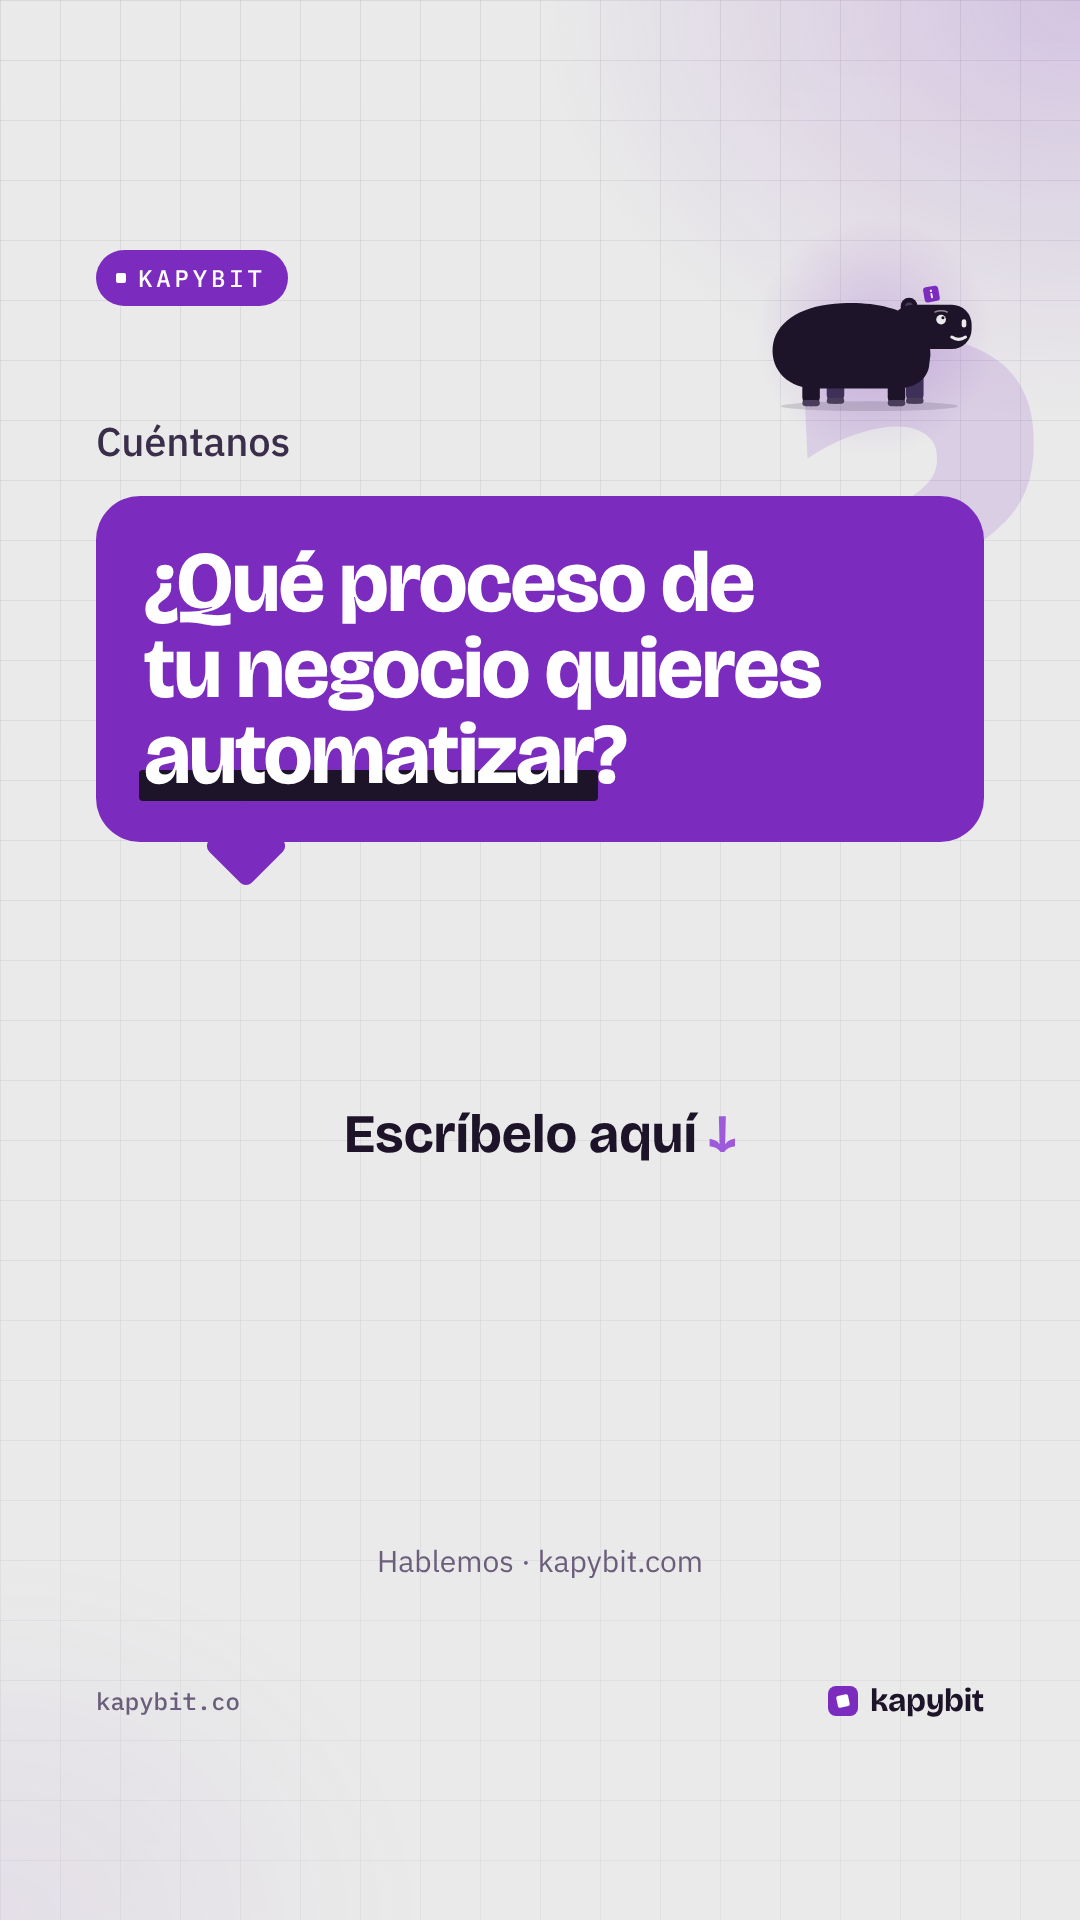 KAPYBIT
Cuéntanos
¿Qué proceso de
tu negocio quieres
automatizar?
Escríbelo aquí ↓
Hablemos · kapybit.com
kapybit.co
kapybit